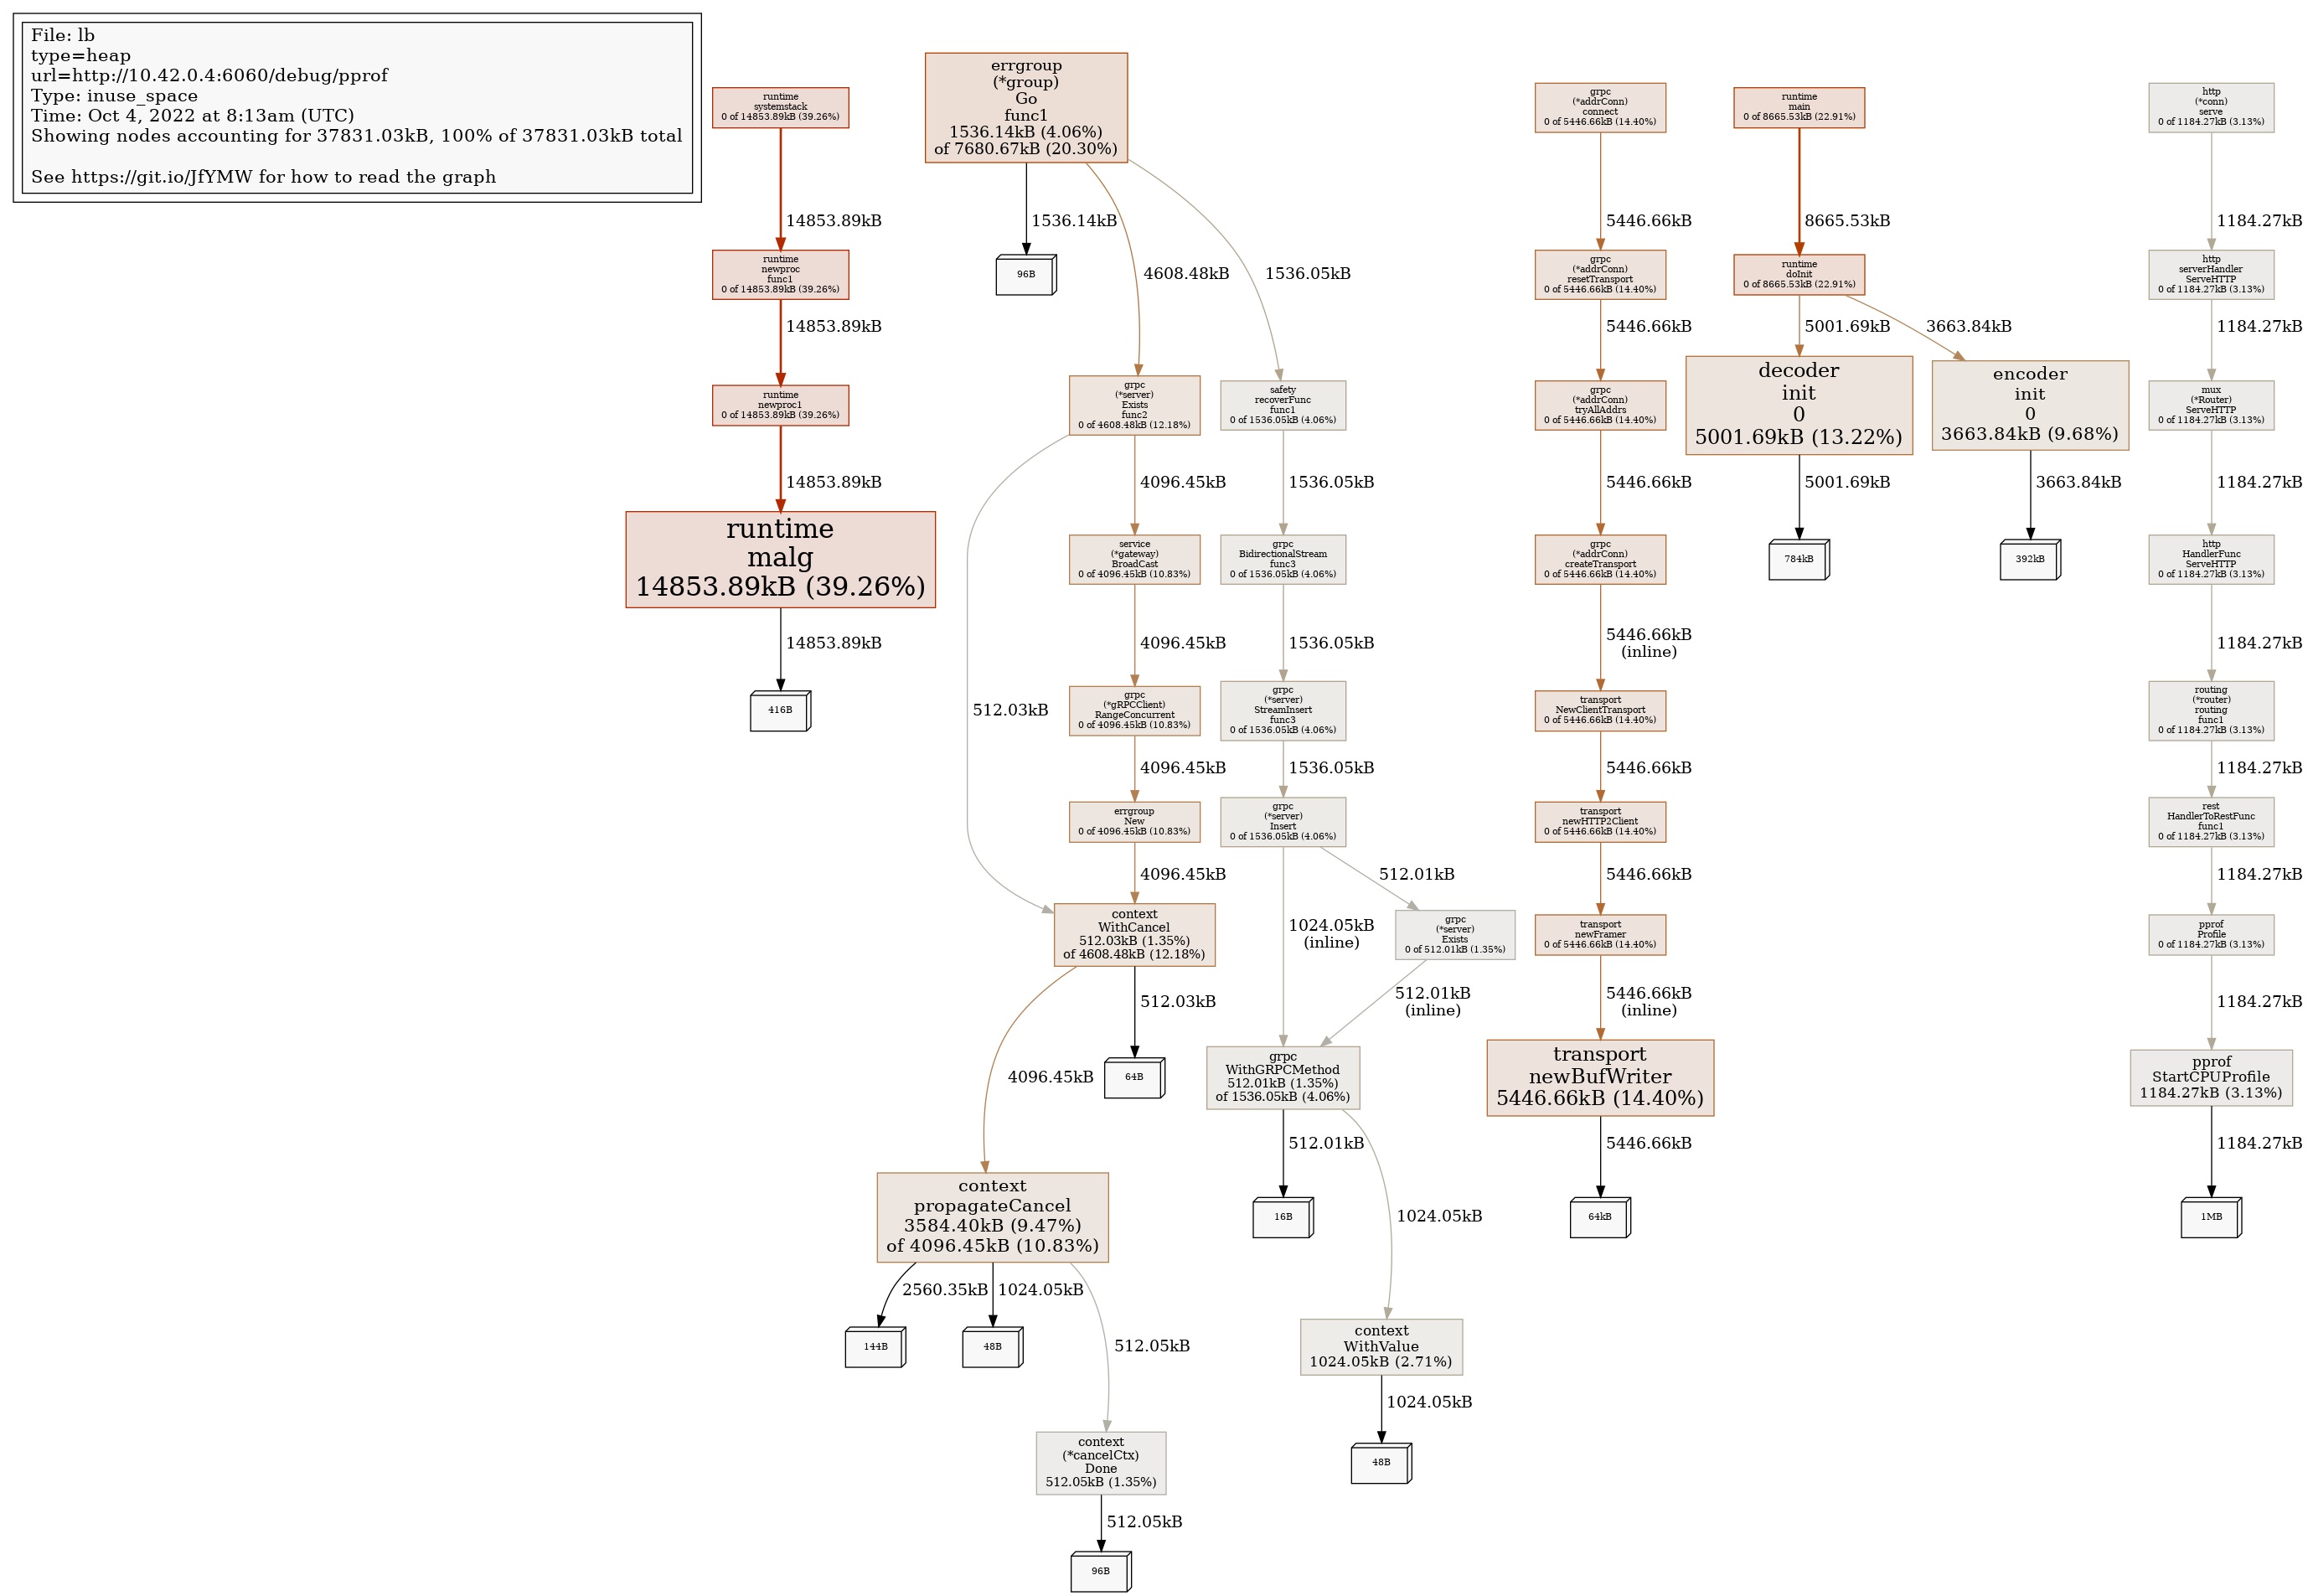 File: lb
type=heap
url=http://10.42.0.4:6060/debug/pprof
Type: inuse_space
Time: Oct 4, 2022 at 8:13am (UTC)
Showing nodes accounting for 37831.03kB, 100% of 37831.03kB total
See https://git.io/JfYMW for how to read the graph
runtime
systemstack
0 of 14853.89kB (39.26%)
14853.89kB
runtime
newproc
func1
0 of 14853.89kB (39.26%)
14853.89kB
runtime
newproc1
0 of 14853.89kB (39.26%)
14853.89kB
runtime
malg
14853.89kB (39.26%)
14853.89kB
416B
errgroup
(*group)
Go
func1
1536.14kB (4.06%)
of 7680.67kB (20.30%)
1536.14kB
96B
4608.48kB
1536.05kB
grpc
(*server)
Exists
func2
0 of 4608.48kB (12.18%)
512.03kB
4096.45kB
service
(*gateway)
BroadCast
0 of 4096.45kB (10.83%)
4096.45kB
grpc
(*gRPCClient)
RangeConcurrent
0 of 4096.45kB (10.83%)
4096.45kB
errgroup
New
0 of 4096.45kB (10.83%)
4096.45kB
context
WithCancel
512.03kB (1.35%)
of 4608.48kB (12.18%)
4096.45kB
512.03kB
64B
context
propagateCancel
3584.40kB (9.47%)
of 4096.45kB (10.83%)
2560.35kB
144B
1024.05kB
48B
512.05kB
context
(*cancelCtx)
Done
512.05kB (1.35%)
512.05kB
96B
safety
recoverFunc
func1
0 of 1536.05kB (4.06%)
1536.05kB
grpc
BidirectionalStream
func3
0 of 1536.05kB (4.06%)
1536.05kB
grpc
(*server)
StreamInsert
func3
0 of 1536.05kB (4.06%)
1536.05kB
grpc
(*server)
Insert
0 of 1536.05kB (4.06%)
1024.05kB
(inline)
512.01kB
grpc
(*server)
Exists
0 of 512.01kB (1.35%)
512.01kB
(inline)
grpc
WithGRPCMethod
512.01kB (1.35%)
of 1536.05kB (4.06%)
512.01kB
16B
1024.05kB
context
WithValue
1024.05kB (2.71%)
1024.05kB
48B
grpc
(*addrConn)
connect
0 of 5446.66kB (14.40%)
5446.66kB
grpc
(*addrConn)
resetTransport
0 of 5446.66kB (14.40%)
5446.66kB
grpc
(*addrConn)
tryAllAddrs
0 of 5446.66kB (14.40%)
5446.66kB
grpc
(*addrConn)
createTransport
0 of 5446.66kB (14.40%)
5446.66kB
(inline)
transport
NewClientTransport
0 of 5446.66kB (14.40%)
5446.66kB
transport
newHTTP2Client
0 of 5446.66kB (14.40%)
5446.66kB
transport
newFramer
0 of 5446.66kB (14.40%)
5446.66kB
(inline)
transport
newBufWriter
5446.66kB (14.40%)
5446.66kB
64kB
runtime
main
0 of 8665.53kB (22.91%)
8665.53kB
runtime
doInit
0 of 8665.53kB (22.91%)
5001.69kB
3663.84kB
decoder
init
0
5001.69kB (13.22%)
5001.69kB
784kB
encoder
init
0
3663.84kB (9.68%)
3663.84kB
392kB
http
(*conn)
serve
0 of 1184.27kB (3.13%)
1184.27kB
http
serverHandler
ServeHTTP
0 of 1184.27kB (3.13%)
1184.27kB
mux
(*Router)
ServeHTTP
0 of 1184.27kB (3.13%)
1184.27kB
http
HandlerFunc
ServeHTTP
0 of 1184.27kB (3.13%)
1184.27kB
routing
(*router)
routing
func1
0 of 1184.27kB (3.13%)
1184.27kB
rest
HandlerToRestFunc
func1
0 of 1184.27kB (3.13%)
1184.27kB
pprof
Profile
0 of 1184.27kB (3.13%)
1184.27kB
pprof
StartCPUProfile
1184.27kB (3.13%)
1184.27kB
1MB